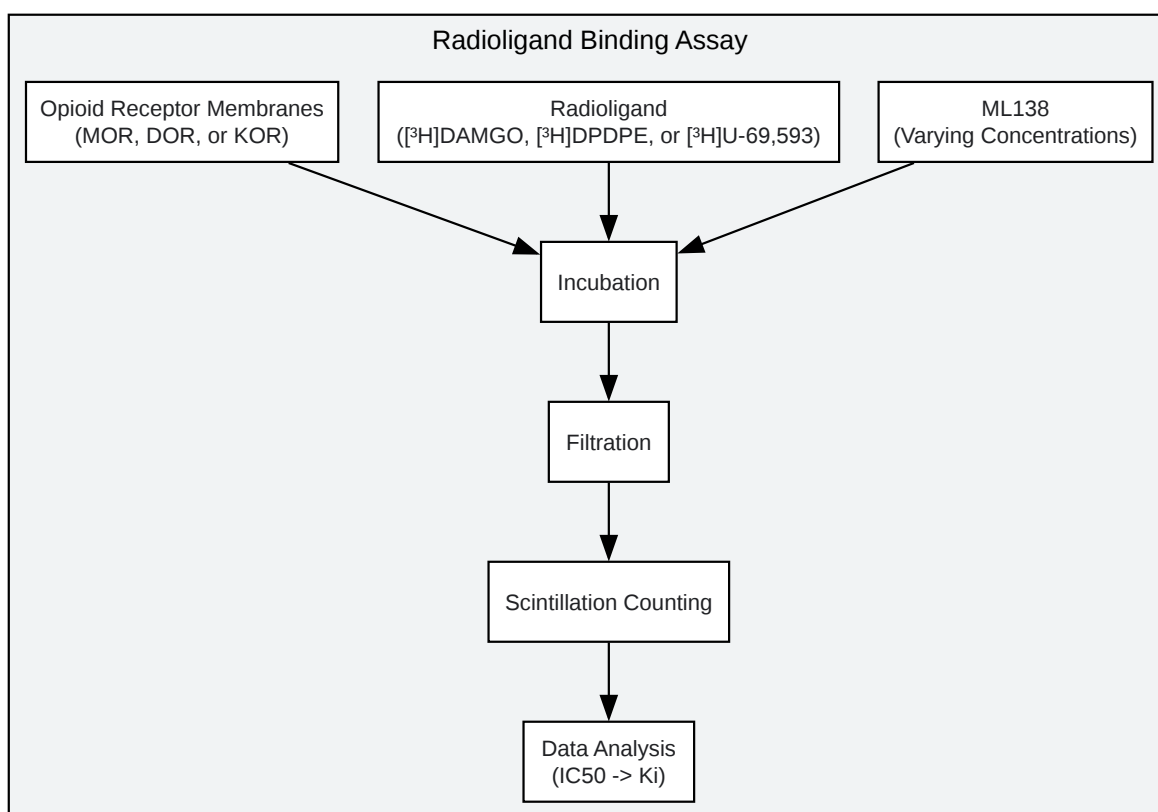 Radioligand Binding Assay
Opioid Receptor Membranes
(MOR, DOR, or KOR)
Radioligand
([³H]DAMGO, [³H]DPDPE, or [³H]U-69,593)
ML138
(Varying Concentrations)
Incubation
Filtration
Scintillation Counting
Data Analysis
(IC50 -> Ki)